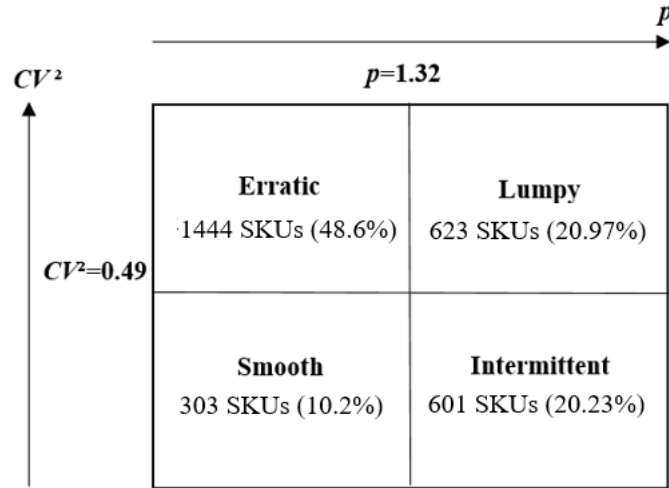 p
CV²
p=1.32
Erratic
1444 SKUs (48.6%)
Lumpy
623 SKUs (20.97%)
CV²=0.49
Smooth
303 SKUs (10.2%)
Intermittent
601 SKUs (20.23%)